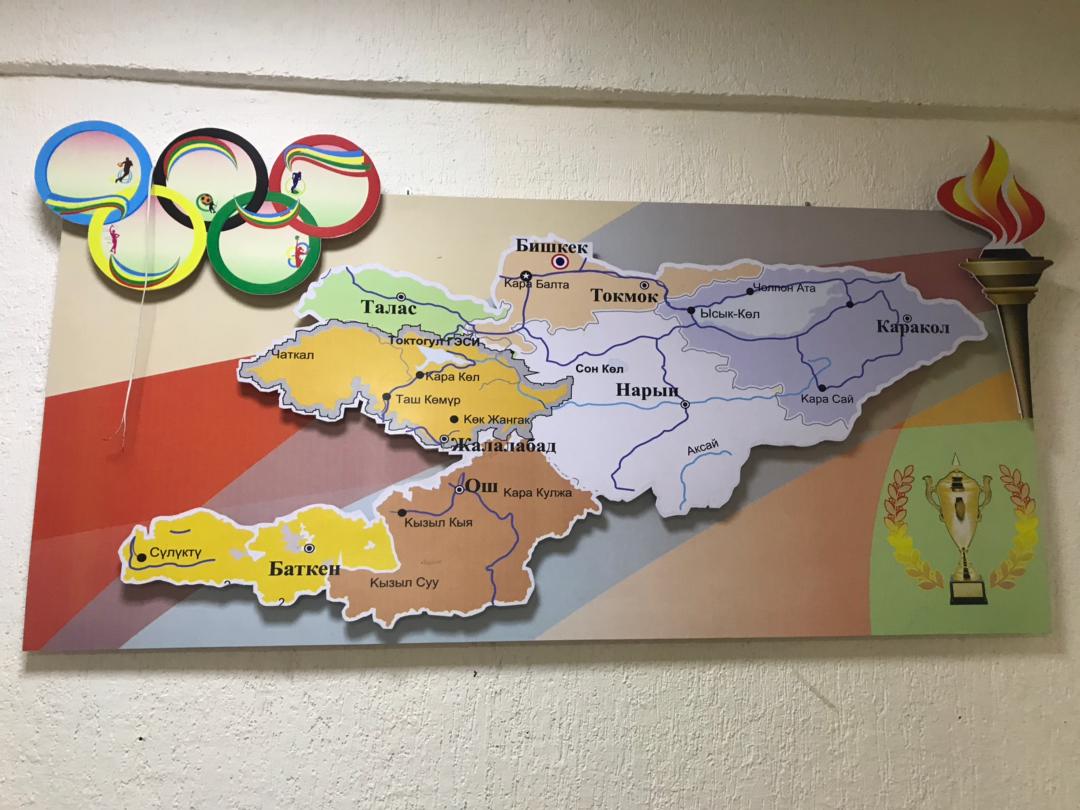 Бишкек
Кара Балта
Токмок
Чолпон Ата
Талас
Ысык-Көл
Каракол
Токтогул ГЭСИ
Чаткал
Сон Көл
Кара Көл
Нарын
Кара Сай
Таш Көмүр
Көк Жангак
Жалалабад
Аксай
Ош
Кара Кулжа
Кызыл Кыя
Сүлүктү
Баткен
Кызыл Суу
2